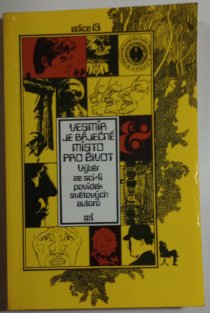 edice 13
VESMÍR
JE BÁJEČNÉ
MÍSTO
PRO ŽIVOT
Výběr
ze sci-fi
povídek
světových
autorů
mf